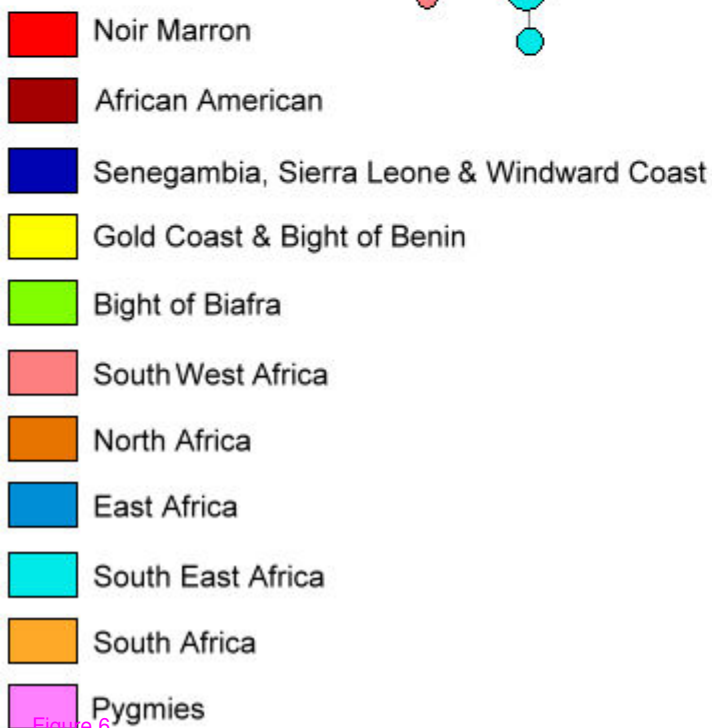 Noir Marron
African American
Senegambia, Sierra Leone & Windward Coast
Gold Coast & Bight of Benin
Bight of Biafra
South West Africa
North Africa
East Africa
South East Africa
South Africa
Pygmies
Figure 6